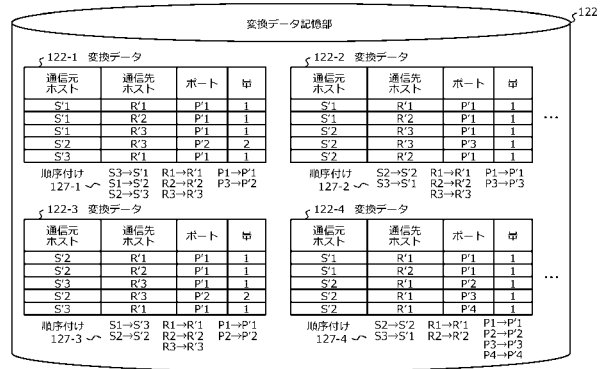 122
変換データ記憶部
122-1 変換データ
通信元ホスト 通信先ホスト ポート 量
S'1 R'1 P'1 1
S'1 R'2 P'1 1
S'1 R'3 P'1 1
S'2 R'3 P'2 2
S'3 R'1 P'1 1
順序付け
127-1
S3→S'1 R1→R'1 P1→P'1
S1→S'2 R2→R'2 P3→P'2
S2→S'3 R3→R'3
122-2 変換データ
通信元ホスト 通信先ホスト ポート 量
S'1 R'1 P'1 1
S'1 R'2 P'1 1
S'2 R'3 P'1 1
S'2 R'3 P'3 1
S'2 R'2 P'1 1
…
順序付け
127-2
S2→S'2 R1→R'1 P1→P'1
S3→S'1 R2→R'2 P3→P'3
R3→R'3
122-3 変換データ
通信元ホスト 通信先ホスト ポート 量
S'2 R'1 P'1 1
S'2 R'2 P'1 1
S'3 R'3 P'1 1
S'2 R'3 P'2 2
S'3 R'1 P'1 1
順序付け
127-3
S1→S'3 R1→R'1 P1→P'1
S2→S'2 R2→R'2 P2→P'2
R3→R'3
122-4 変換データ
通信元ホスト 通信先ホスト ポート 量
S'1 R'1 P'1 1
S'1 R'2 P'1 1
S'2 R'1 P'2 1
S'2 R'1 P'3 1
S'2 R'1 P'4 1
…
順序付け
127-4
S2→S'2 R1→R'1 P1→P'1
S3→S'1 R2→R'2 P2→P'2
P3→P'3
P4→P'4